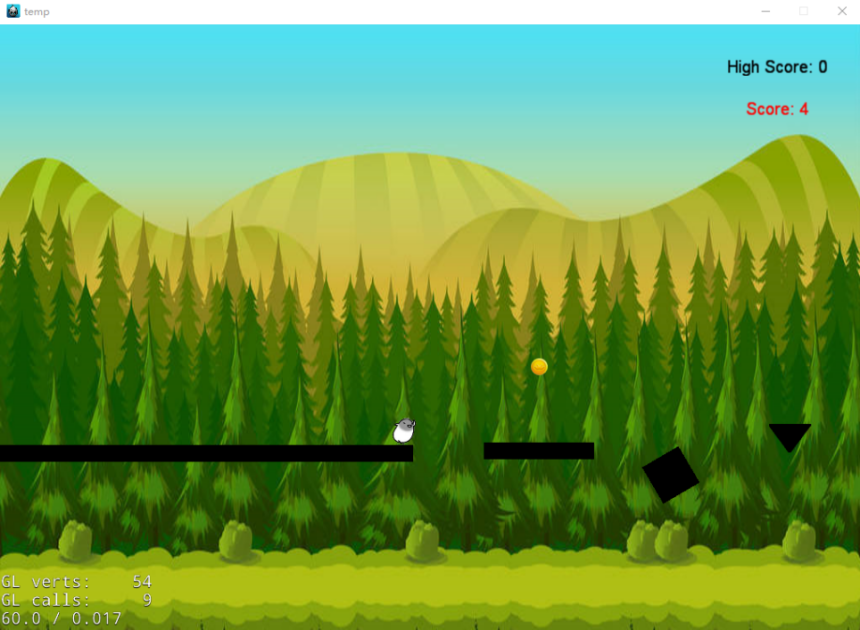 temp
High Score: 0
Score: 4
GL verts: 54
GL calls: 9
60.0 / 0.017